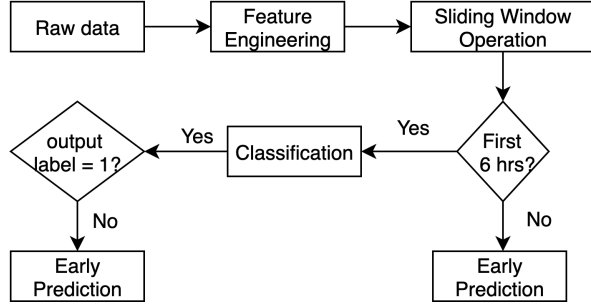 Raw data
Feature
Engineering
Sliding Window
Operation
First
6 hrs?
Yes
Classification
Yes
output
label = 1?
No
Early
Prediction
No
Early
Prediction